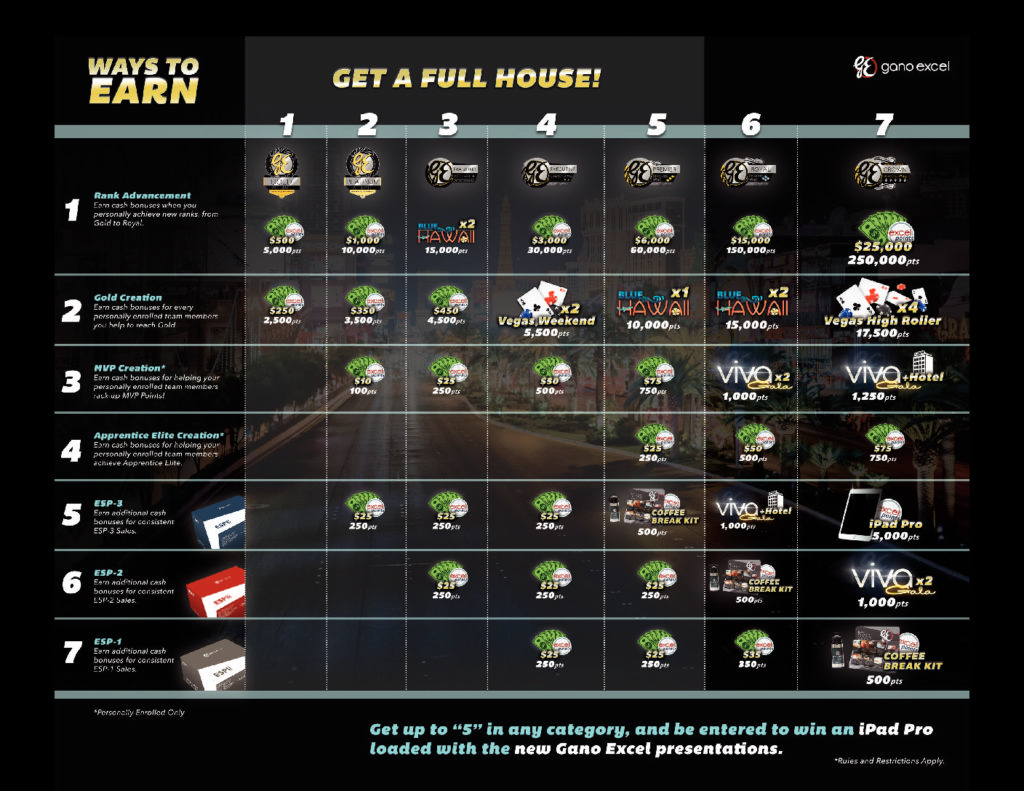 WAYS TO
EARN
GET A FULL HOUSE!
gano excel
1 2 3 4 5 6 7
1
Rank Advancement
Earn cash bonuses when you
personally achieve new ranks, from
Gold to Royal.
$500
5,000pts
$1,000
10,000pts
BLUE
HAWAII x2
15,000pts
$3,000
30,000pts
PREMIER
$6,000
60,000pts
ROYAL
$15,000
150,000pts
CROWN
excel
$25,000
250,000pts
2
Gold Creation
Earn cash bonuses for every
personally enrolled team members
you help to reach Gold.
$250
2,500pts
$350
3,500pts
$450
4,500pts
x2
Vegas Weekend
5,500pts
BLUE x1
HAWAII
10,000pts
BLUE x2
HAWAII
15,000pts
x4
Vegas High Roller
17,500pts
3
MVP Creation*
Earn cash bonuses for helping your
personally enrolled team members
rack-up MVP Points!
$10
100pts
$25
250pts
$50
500pts
$75
750pts
viva x2
Gala
1,000pts
viva +Hotel
Gala
1,250pts
4
Apprentice Elite Creation*
Earn cash bonuses for helping your
personally enrolled team members
achieve Apprentice Elite.
$25
250pts
$50
500pts
$75
750pts
5
ESP-3
Earn additional cash
bonuses for consistent
ESP-3 Sales.
$25
250pts
$25
250pts
$25
250pts
COFFEE
BREAK KIT
500pts
viva +Hotel
Gala
1,000pts
iPad Pro
5,000pts
6
ESP-2
Earn additional cash
bonuses for consistent
ESP-2 Sales.
$25
250pts
$25
250pts
$25
250pts
COFFEE
BREAK KIT
500pts
viva x2
Gala
1,000pts
7
ESP-1
Earn additional cash
bonuses for consistent
ESP-1 Sales.
$25
250pts
$25
250pts
$35
350pts
COFFEE
BREAK KIT
500pts
*Personally Enrolled Only
Get up to “5” in any category, and be entered to win an iPad Pro
loaded with the new Gano Excel presentations.
*Rules and Restrictions Apply.